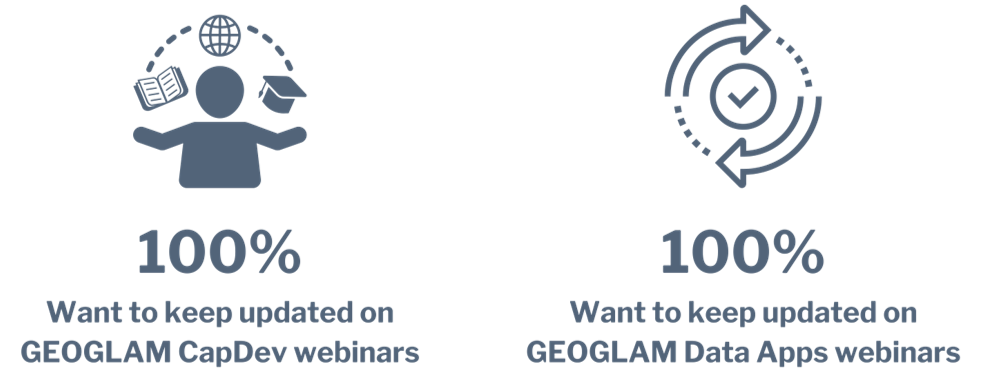 100%
Want to keep updated on
GEOGLAM CapDev webinars
100%
Want to keep updated on
GEOGLAM Data Apps webinars